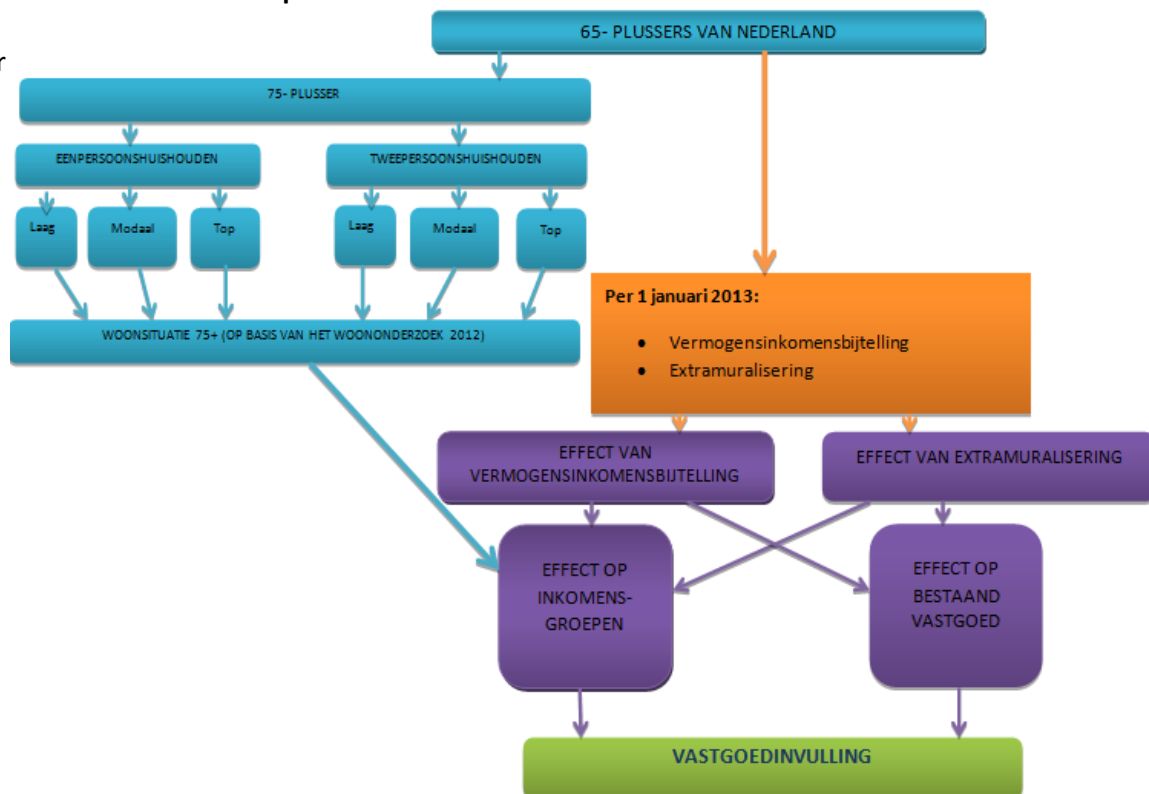 65- PLUSSERS VAN NEDERLAND
r
75- PLUSSER
EENPERSOONSHUISHOUDEN
TWEEPERSOONSHUISHOUDEN
Laag
Modaal
Top
Laag
Modaal
Top
WOONSITUATIE 75+ (OP BASIS VAN HET WOONONDERZOEK 2012)
Per 1 januari 2013:
• Vermogensinkomensbijtelling
• Extramuralisering
EFFECT VAN
VERMOGENSINKOMENSBIJTELLING
EFFECT VAN EXTRAMURALISERING
EFFECT OP
INKOMENS-
GROEPEN
EFFECT OP
BESTAAND
VASTGOED
VASTGOEDINVULLING